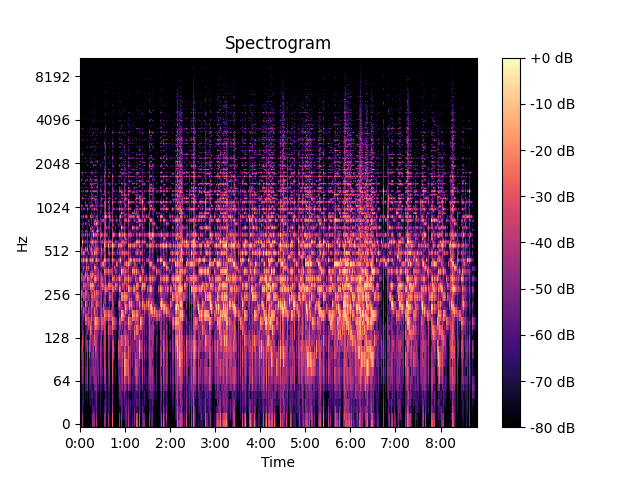 Spectrogram
Hz
8192
4096
2048
1024
512
256
128
64
0
0:00 1:00 2:00 3:00 4:00 5:00 6:00 7:00 8:00
Time
+0 dB
-10 dB
-20 dB
-30 dB
-40 dB
-50 dB
-60 dB
-70 dB
-80 dB